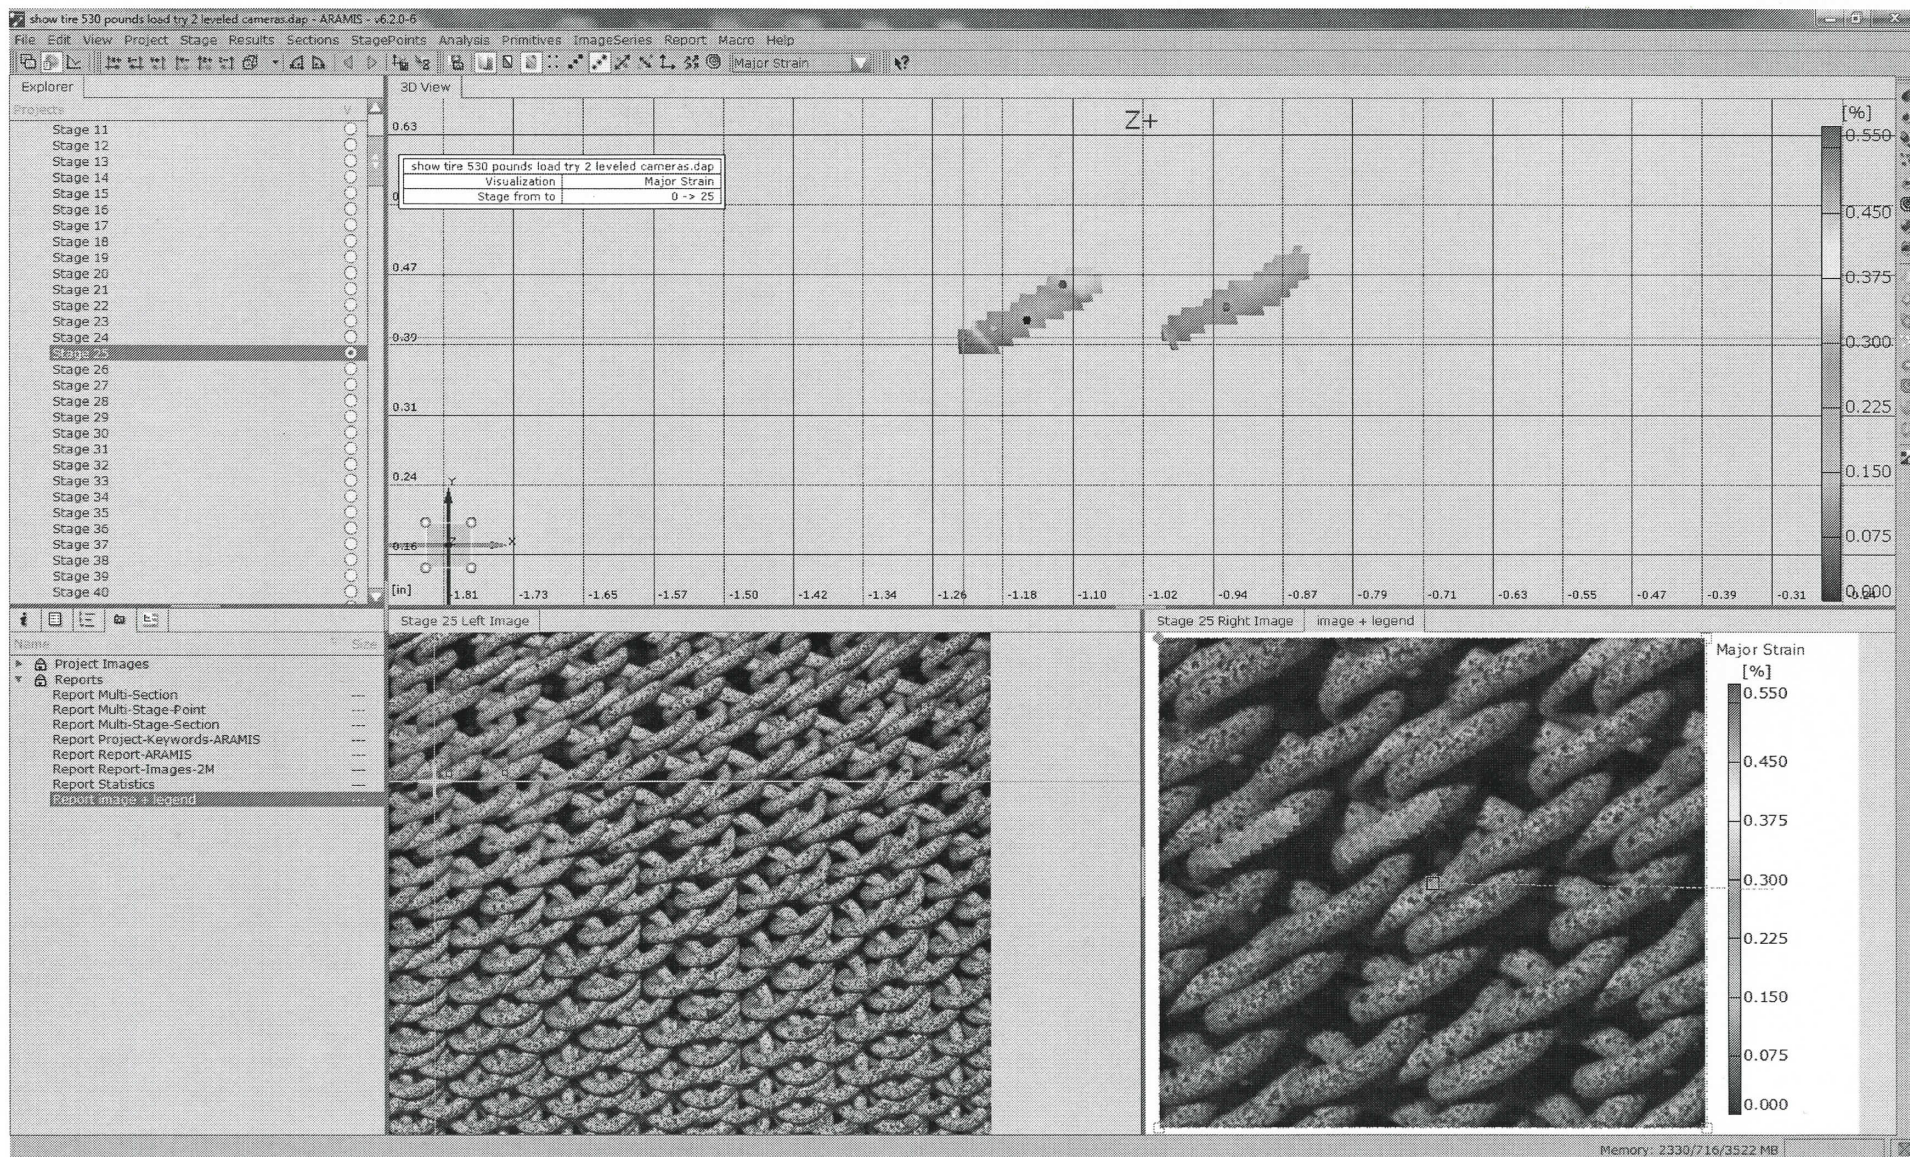 show tire 530 pounds load try 2 leveled cameras.dap - ARAMIS - v6.2.0-6
File Edit View Project Stage Results Sections StagePoints Analysis Primitives ImageSeries Report Macro Help
Major Strain
Explorer
Projects V
Stage 11
Stage 12
Stage 13
Stage 14
Stage 15
Stage 16
Stage 17
Stage 18
Stage 19
Stage 20
Stage 21
Stage 22
Stage 23
Stage 24
Stage 25
Stage 26
Stage 27
Stage 28
Stage 29
Stage 30
Stage 31
Stage 32
Stage 33
Stage 34
Stage 35
Stage 36
Stage 37
Stage 38
Stage 39
Stage 40
Name Size
Project Images
Reports
Report Multi-Section ---
Report Multi-Stage-Point ---
Report Multi-Stage-Section ---
Report Project-Keywords-ARAMIS ---
Report Report-ARAMIS ---
Report Report-Images-2M ---
Report Statistics ---
Report image + legend ---
3D View
Z+
show tire 530 pounds load try 2 leveled cameras.dap
Visualization Major Strain
Stage from to 0 -> 25
0.63
0.47
0.39
0.31
0.24
0.16
Y
X
Z
[in] -1.81 -1.73 -1.65 -1.57 -1.50 -1.42 -1.34 -1.26 -1.18 -1.10 -1.02 -0.94 -0.87 -0.79 -0.71 -0.63 -0.55 -0.47 -0.39 -0.31
[%]
0.550
0.450
0.375
0.300
0.225
0.150
0.075
0.000
Stage 25 Left Image
Stage 25 Right Image image + legend
Major Strain
[%]
0.550
0.450
0.375
0.300
0.225
0.150
0.075
0.000
Memory: 2330/716/3522 MB